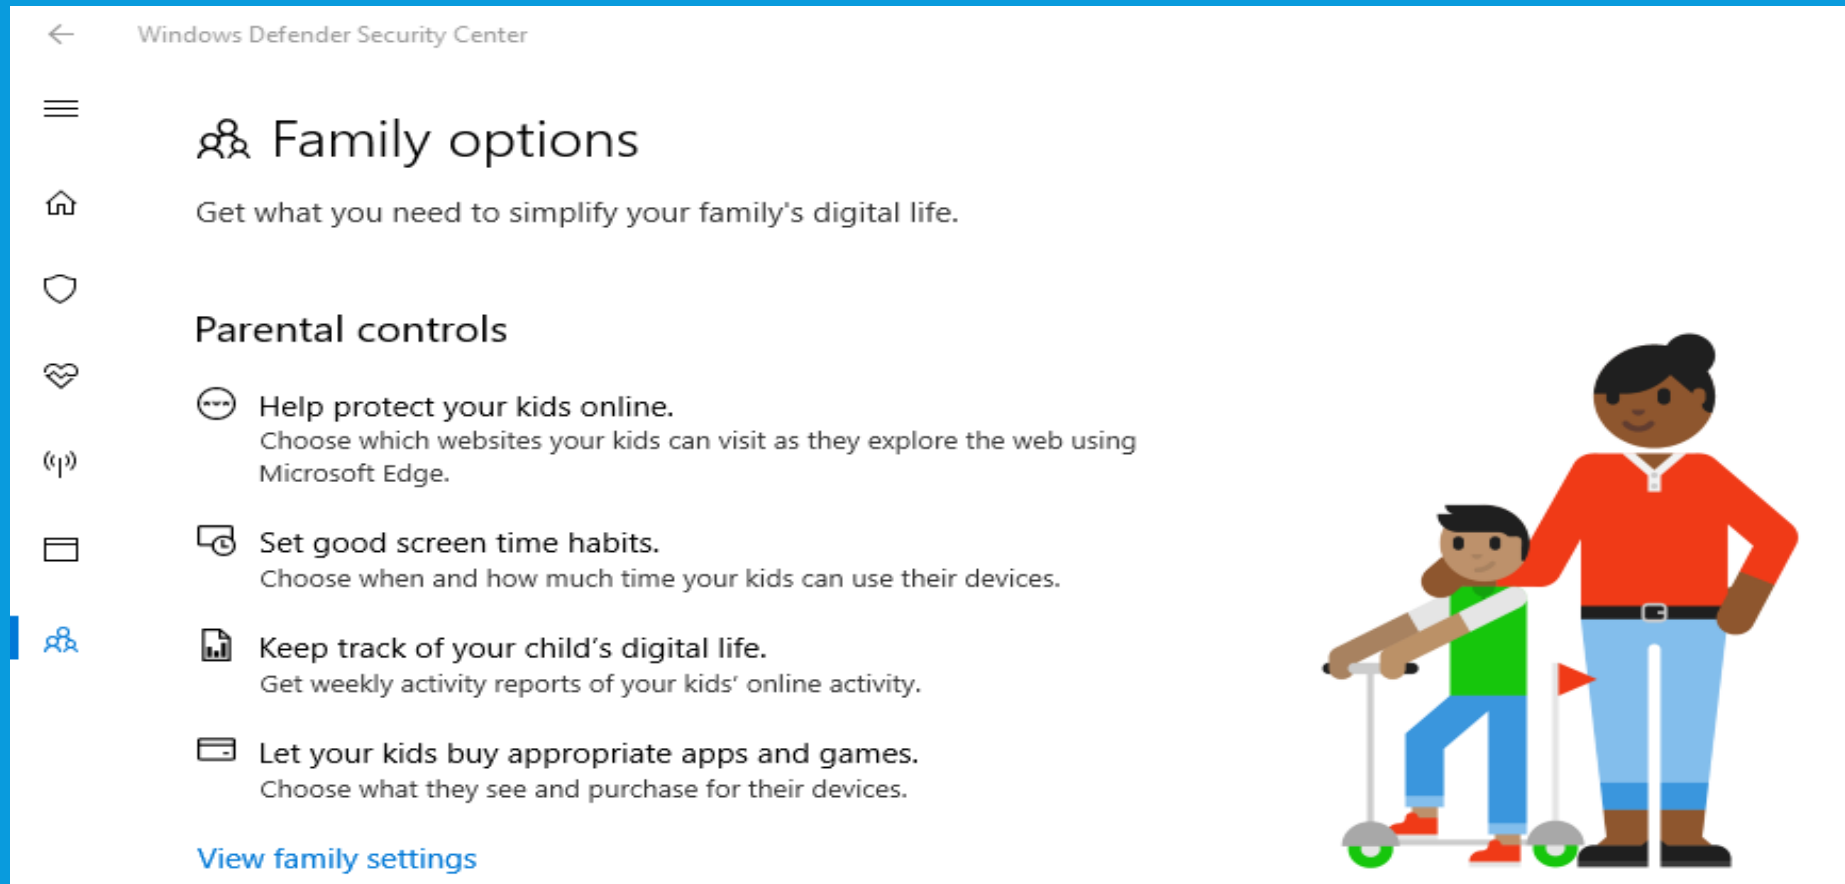 Windows Defender Security Center
Family options
Get what you need to simplify your family's digital life.
Parental controls
Help protect your kids online.
Choose which websites your kids can visit as they explore the web using
Microsoft Edge.
Set good screen time habits.
Choose when and how much time your kids can use their devices.
Keep track of your child’s digital life.
Get weekly activity reports of your kids’ online activity.
Let your kids buy appropriate apps and games.
Choose what they see and purchase for their devices.
View family settings